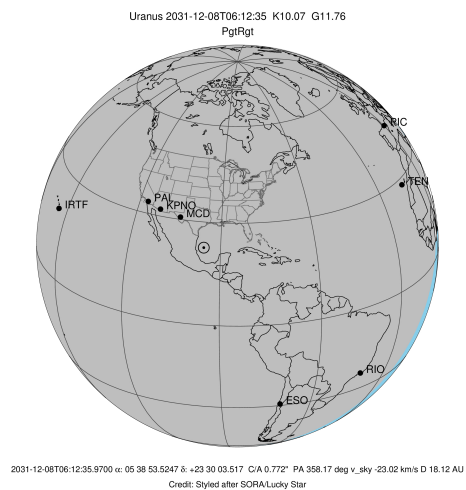 Uranus 2031-12-08T06:12:35 K10.07 G11.76
PgtRgt
RIC
TEN
PAL
IRTF
KPNO
MCD
RIO
ESO
2031-12-08T06:12:35.9700 α: 05 38 53.5247 δ: +23 30 03.517 C/A 0.772" PA 358.17 deg v_sky -23.02 km/s D 18.12 AU
Credit: Styled after SORA/Lucky Star